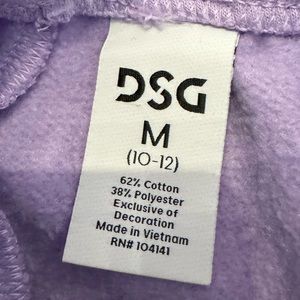 DSG
M
(10-12)
62% Cotton
38% Polyester
Exclusive of
Decoration
Made in Vietnam
RN# 104141